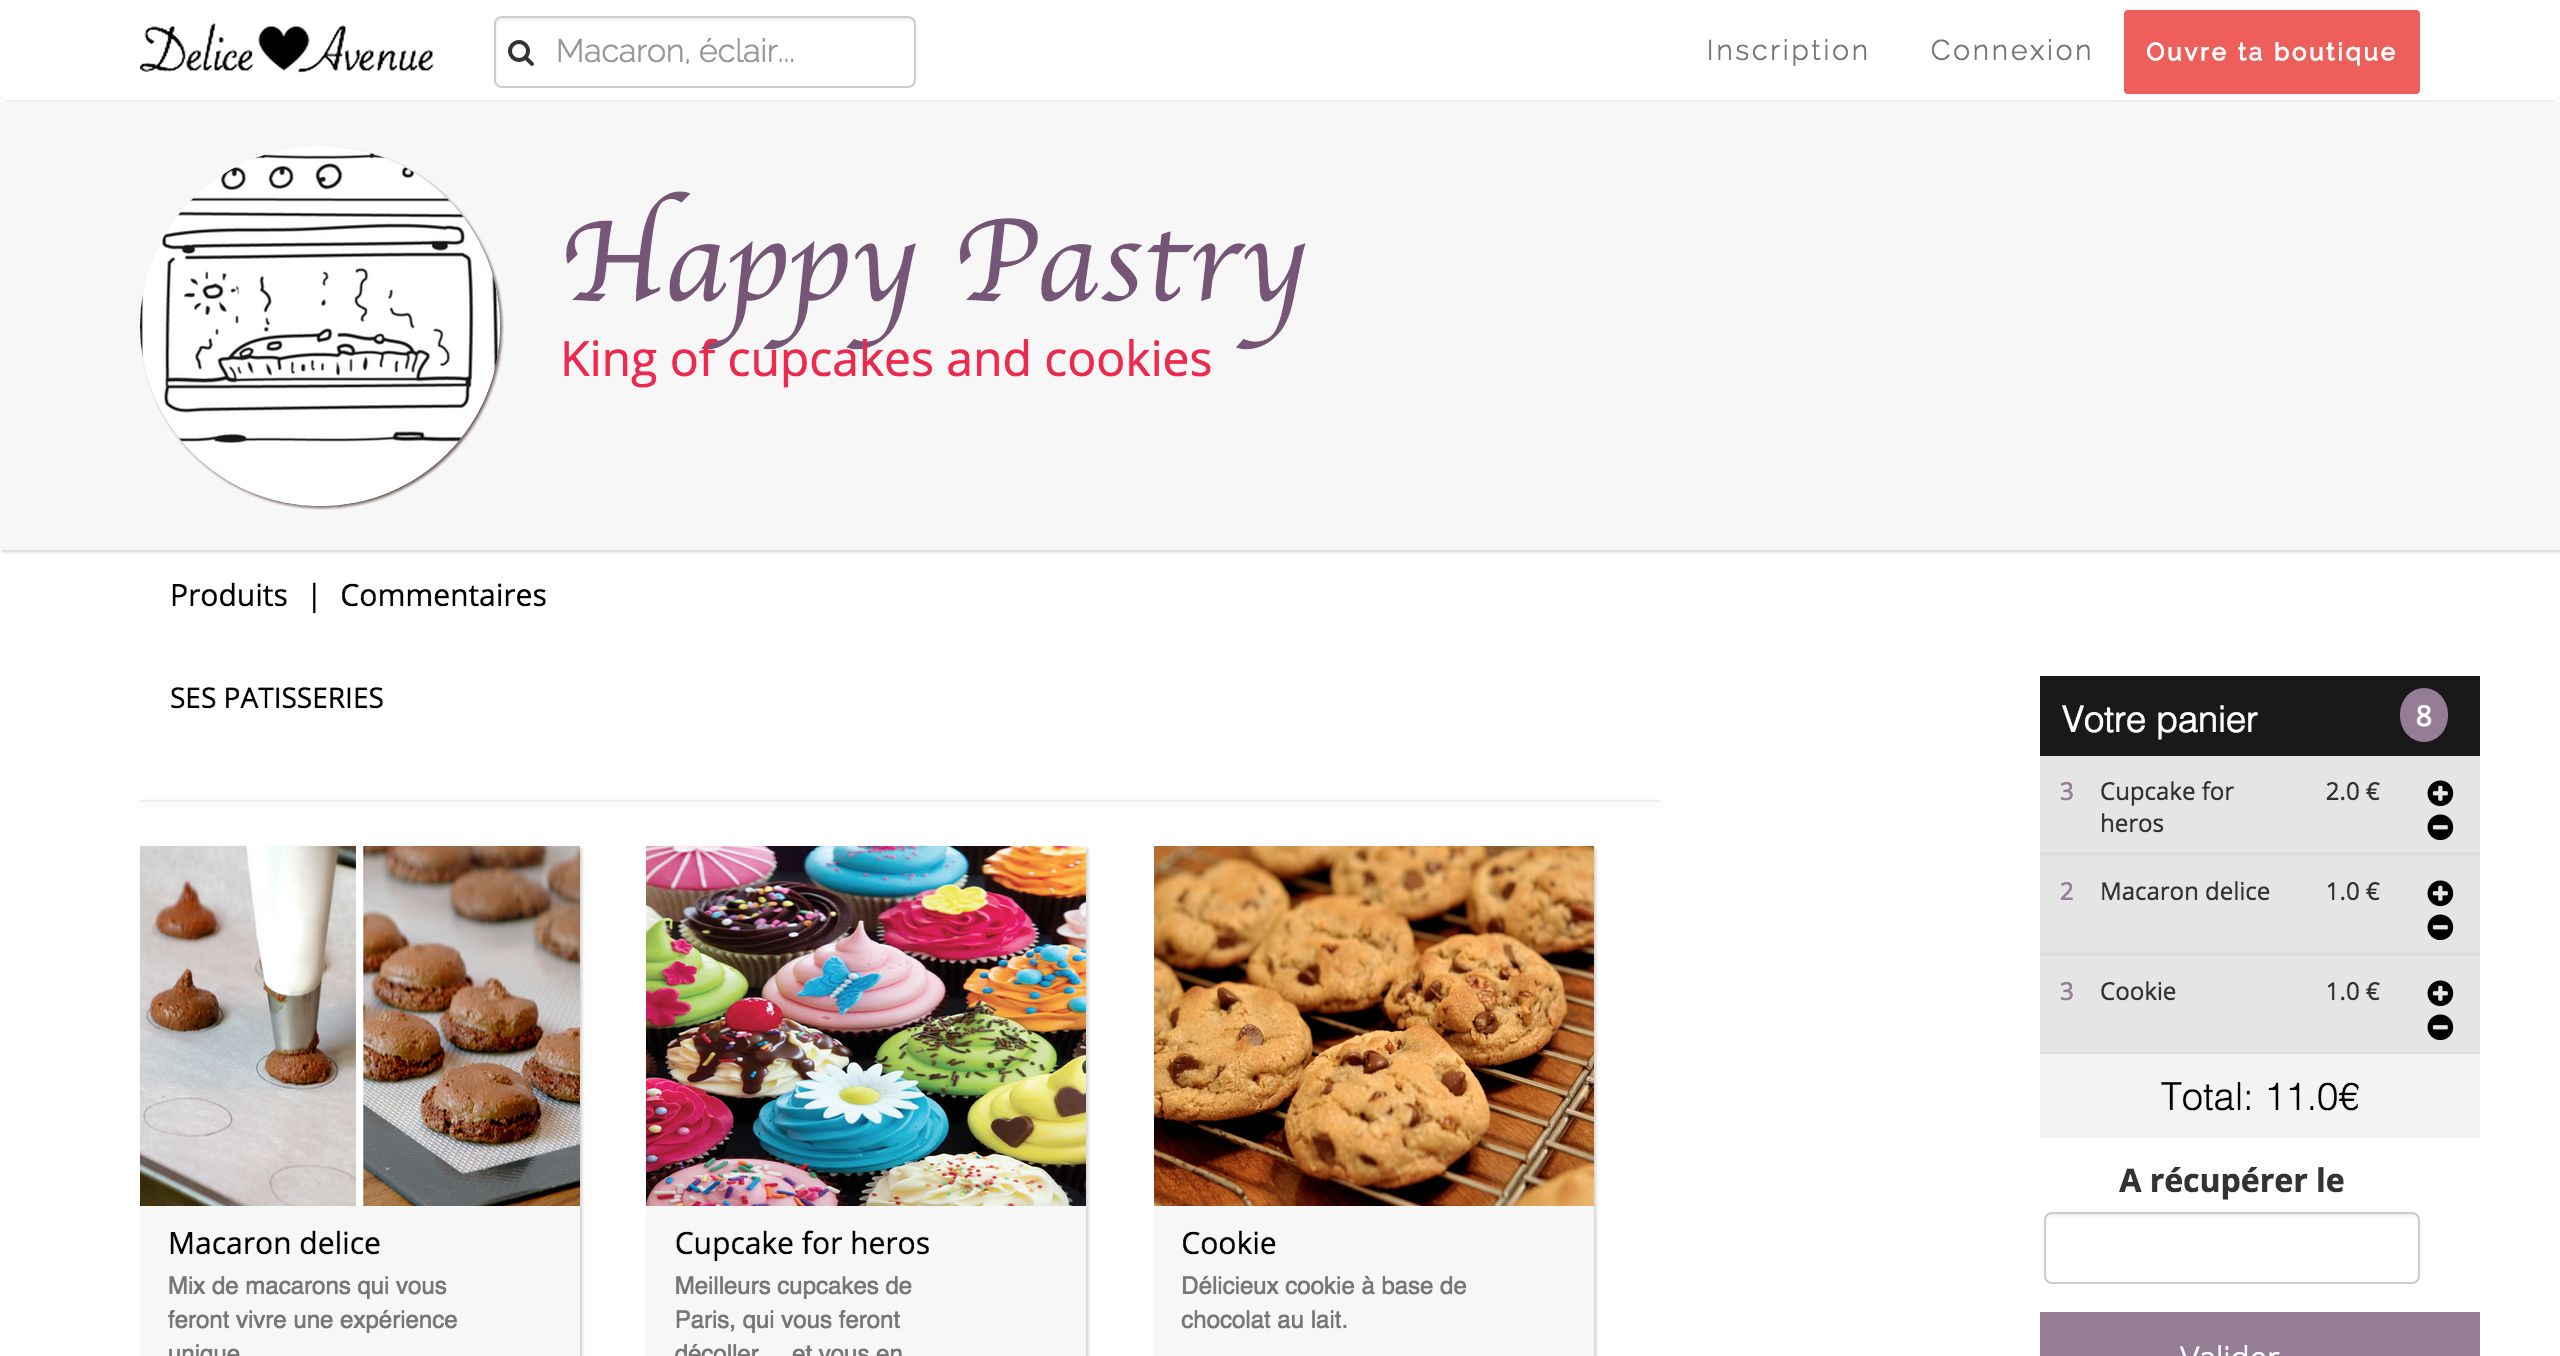 Delice Avenue
Macaron, éclair...
Inscription
Connexion
Ouvre ta boutique
Happy Pastry
King of cupcakes and cookies
Produits | Commentaires
SES PATISSERIES
Votre panier 8
3 Cupcake for heros 2.0 €
2 Macaron delice 1.0 €
3 Cookie 1.0 €
Total: 11.0€
A récupérer le
Valider
Macaron delice
Mix de macarons qui vous
feront vivre une expérience
unique
Cupcake for heros
Meilleurs cupcakes de
Paris, qui vous feront
décoller.... et vous en
Cookie
Délicieux cookie à base de
chocolat au lait.